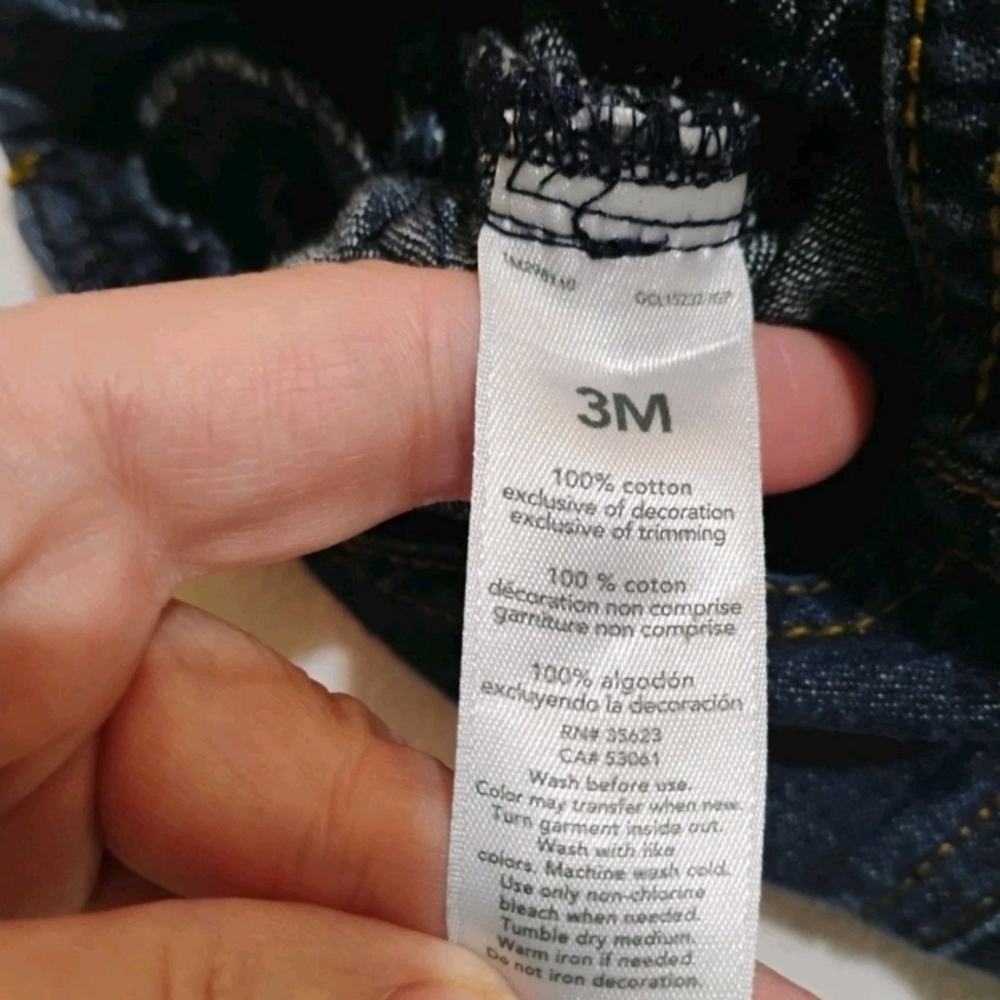 3M
100% cotton
exclusive of decoration
exclusive of trimming
100 % coton
décoration non comprise
garniture non comprise
100% algodón
excluyendo la decoración
RN# 35623
CA# 53061
Wash before use.
Color may transfer when new.
Turn garment inside out.
Wash with like
colors. Machine wash cold.
Use only non-chlorine
bleach when needed.
Tumble dry medium.
Warm iron if needed.
Do not iron decoration.